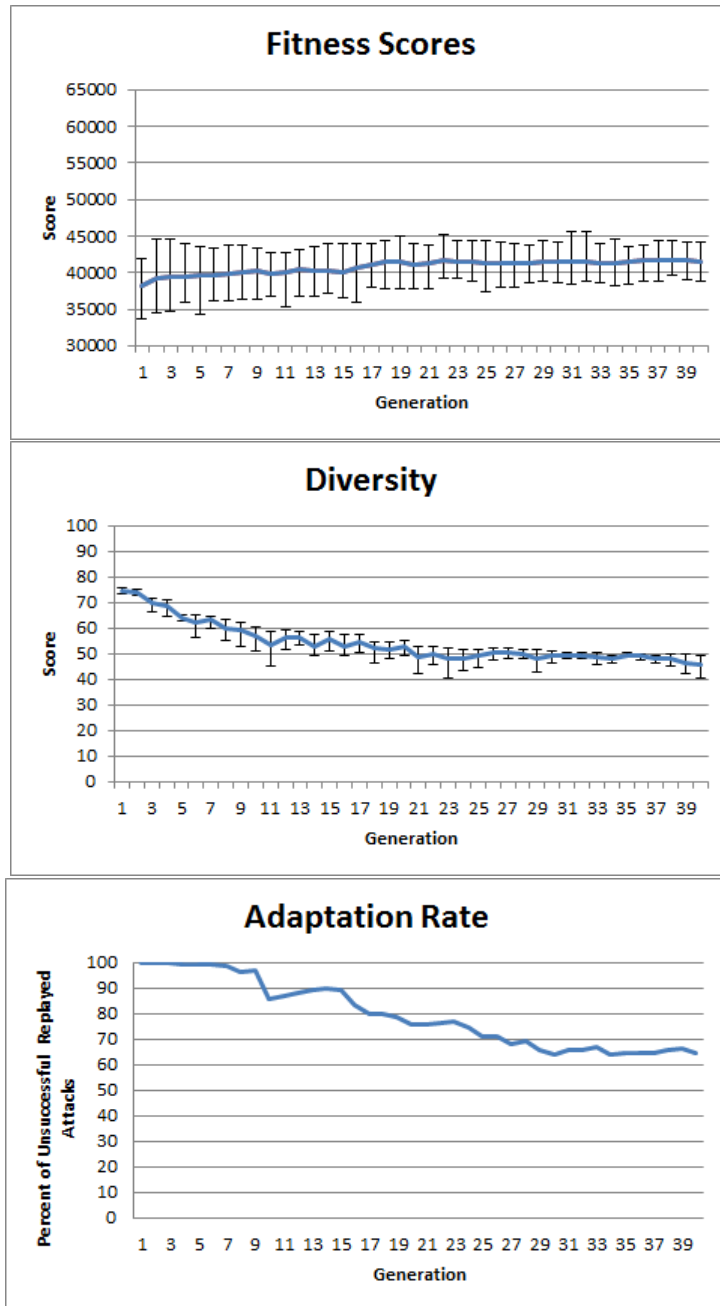 Fitness Scores
65000
60000
55000
50000
45000
40000
35000
30000
Score
1 3 5 7 9 11 13 15 17 19 21 23 25 27 29 31 33 35 37 39
Generation
Diversity
100
90
80
70
60
50
40
30
20
10
0
Score
1 3 5 7 9 11 13 15 17 19 21 23 25 27 29 31 33 35 37 39
Generation
Adaptation Rate
100
90
80
70
60
50
40
30
20
10
0
Percent of Unsuccessful Replayed
Attacks
1 3 5 7 9 11 13 15 17 19 21 23 25 27 29 31 33 35 37 39
Generation